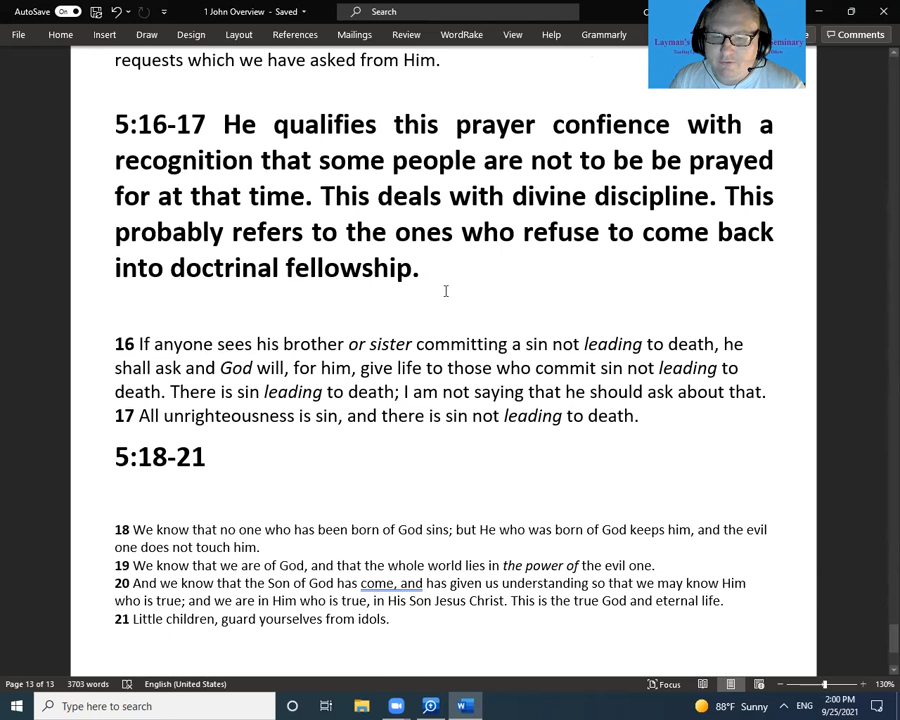 AutoSave On 1 John Overview - Saved Search
File Home Insert Draw Design Layout References Mailings Review View WordRake Help Grammarly Comments
Layman's Seminary
requests which we have asked from Him.
5:16-17 He qualifies this prayer confience with a
recognition that some people are not to be be prayed
for at that time. This deals with divine discipline. This
probably refers to the ones who refuse to come back
into doctrinal fellowship.
16 If anyone sees his brother or sister committing a sin not leading to death, he
shall ask and God will, for him, give life to those who commit sin not leading to
death. There is sin leading to death; I am not saying that he should ask about that.
17 All unrighteousness is sin, and there is sin not leading to death.
5:18-21
18 We know that no one who has been born of God sins; but He who was born of God keeps him, and the evil
one does not touch him.
19 We know that we are of God, and that the whole world lies in the power of the evil one.
20 And we know that the Son of God has come, and has given us understanding so that we may know Him
who is true; and we are in Him who is true, in His Son Jesus Christ. This is the true God and eternal life.
21 Little children, guard yourselves from idols.
Page 13 of 13 3703 words English (United States) Focus 130%
Type here to search 88°F Sunny ENG 2:00 PM
9/25/2021